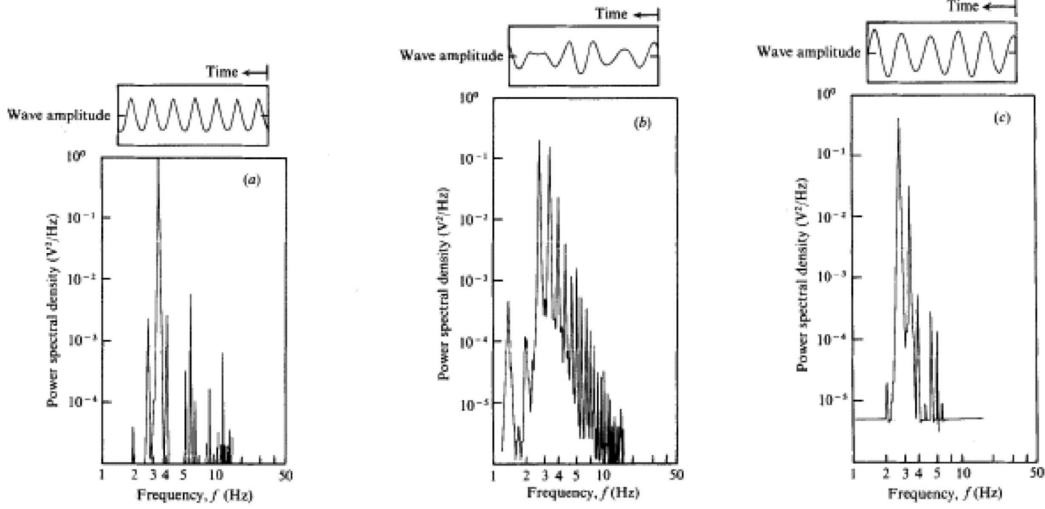 Time
Wave amplitude
(a)
10⁰
10⁻¹
10⁻²
10⁻³
10⁻⁴
Power spectral density (V²/Hz)
1 2 3 4 5 10 50
Frequency, f (Hz)
Time
Wave amplitude
(b)
10⁰
10⁻¹
10⁻²
10⁻³
10⁻⁴
10⁻⁵
Power spectral density (V²/Hz)
1 2 3 4 5 10 50
Frequency, f (Hz)
Time
Wave amplitude
(c)
10⁰
10⁻¹
10⁻²
10⁻³
10⁻⁴
10⁻⁵
Power spectral density (V²/Hz)
1 2 3 4 5 10 50
Frequency, f (Hz)